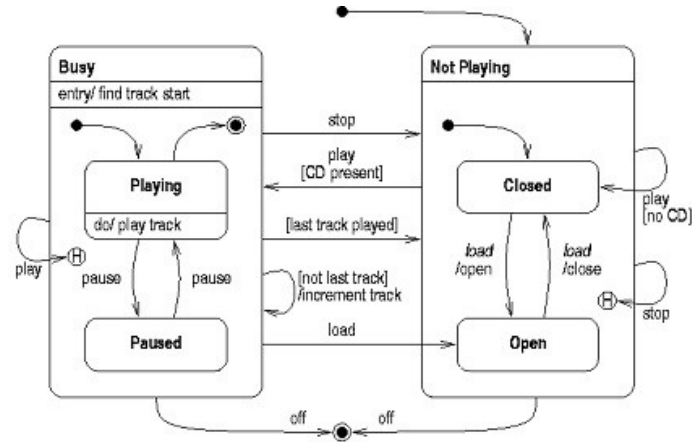 Busy
entry/ find track start
Playing
do/ play track
pause
pause
Paused
play
H
stop
play
[CD present]
[last track played]
[not last track]
/increment track
load
Not Playing
Closed
load
/open
load
/close
Open
play
[no CD]
H
stop
off
off